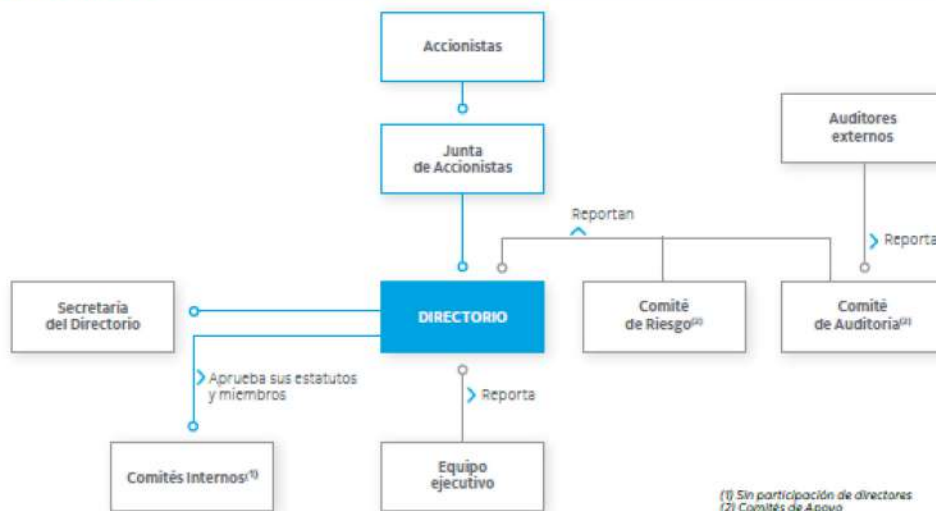 Accionistas
Auditores
externos
Junta
de Accionistas
Reportan
Reporta
Secretaría
del Directorio
DIRECTORIO
Comité
de Riesgo(2)
Comité
de Auditoria(2)
Aprueba sus estatutos
y miembros
Reporta
Comités Internos(1)
Equipo
ejecutivo
(1) Sin participación de directores
(2) Comités de Apoyo